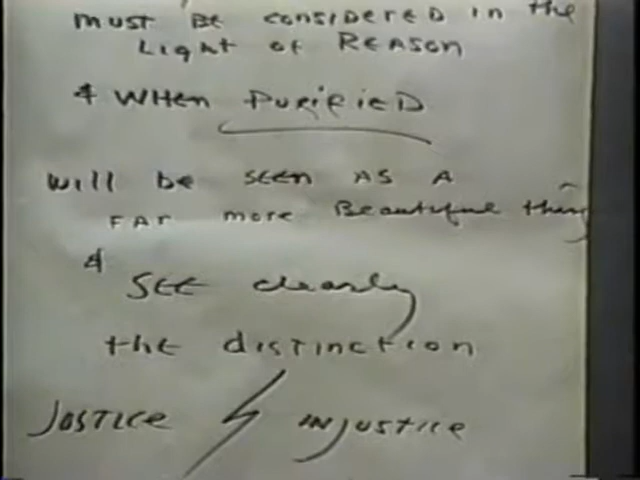 must Be considered in the
Light of Reason
& when Purified
will be seen as a
far more Beautiful thing
& see clearly
the distinction
Jostice / injustice